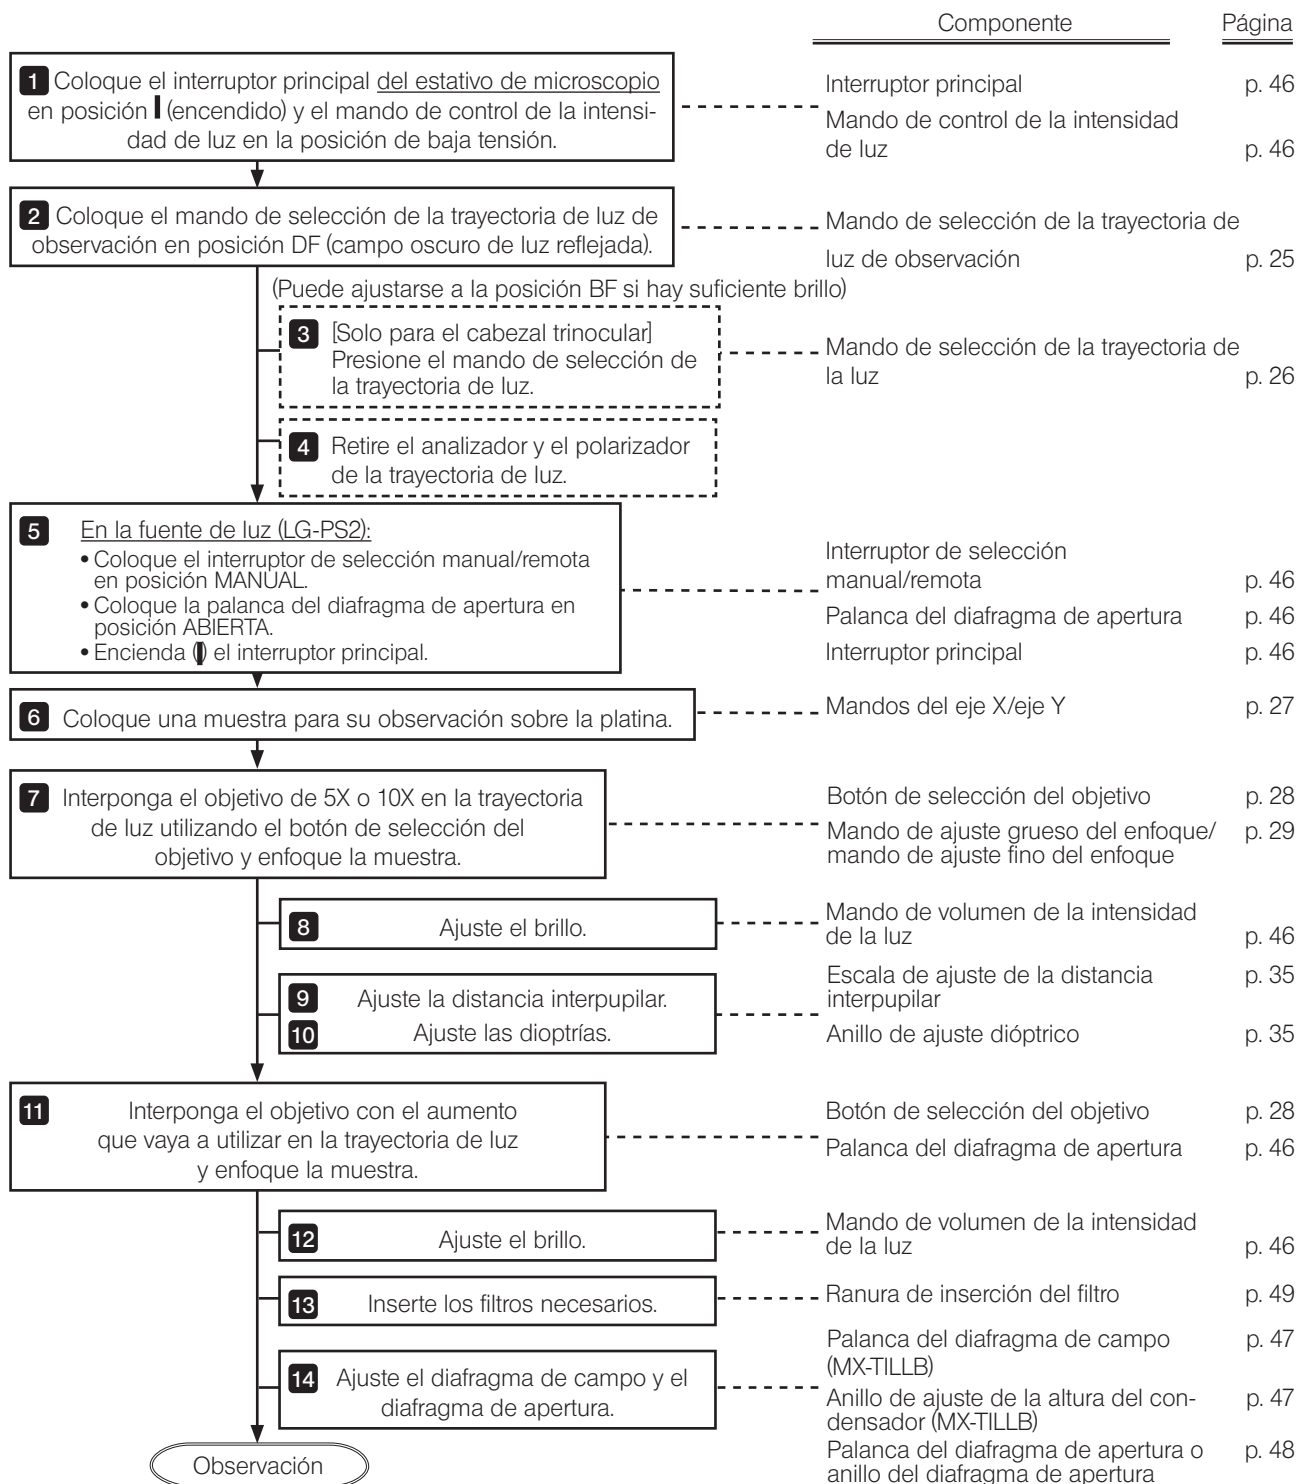 Componente Página
1 Coloque el interruptor principal del estativo de microscopio
en posición I (encendido) y el mando de control de la intensi-
dad de luz en la posición de baja tensión.
Interruptor principal p. 46
Mando de control de la intensidad
de luz p. 46
2 Coloque el mando de selección de la trayectoria de luz de
observación en posición DF (campo oscuro de luz reflejada).
Mando de selección de la trayectoria de
luz de observación p. 25
(Puede ajustarse a la posición BF si hay suficiente brillo)
3 [Solo para el cabezal trinocular]
Presione el mando de selección de
la trayectoria de luz.
Mando de selección de la trayectoria de
la luz p. 26
4 Retire el analizador y el polarizador
de la trayectoria de luz.
5 En la fuente de luz (LG-PS2):
• Coloque el interruptor de selección manual/remota
en posición MANUAL.
• Coloque la palanca del diafragma de apertura en
posición ABIERTA.
• Encienda (I) el interruptor principal.
Interruptor de selección
manual/remota p. 46
Palanca del diafragma de apertura p. 46
Interruptor principal p. 46
6 Coloque una muestra para su observación sobre la platina.
Mandos del eje X/eje Y p. 27
7 Interponga el objetivo de 5X o 10X en la trayectoria
de luz utilizando el botón de selección del
objetivo y enfoque la muestra.
Botón de selección del objetivo p. 28
Mando de ajuste grueso del enfoque/ p. 29
mando de ajuste fino del enfoque
8 Ajuste el brillo.
Mando de volumen de la intensidad
de la luz p. 46
9 Ajuste la distancia interpupilar.
10 Ajuste las dioptrías.
Escala de ajuste de la distancia p. 35
interpupilar
Anillo de ajuste dióptrico p. 35
11 Interponga el objetivo con el aumento
que vaya a utilizar en la trayectoria de luz
y enfoque la muestra.
Botón de selección del objetivo p. 28
Palanca del diafragma de apertura p. 46
12 Ajuste el brillo.
Mando de volumen de la intensidad
de la luz p. 46
13 Inserte los filtros necesarios.
Ranura de inserción del filtro p. 49
14 Ajuste el diafragma de campo y el
diafragma de apertura.
Palanca del diafragma de campo p. 47
(MX-TILLB)
Anillo de ajuste de la altura del con- p. 47
densador (MX-TILLB)
Palanca del diafragma de apertura o p. 48
anillo del diafragma de apertura
Observación